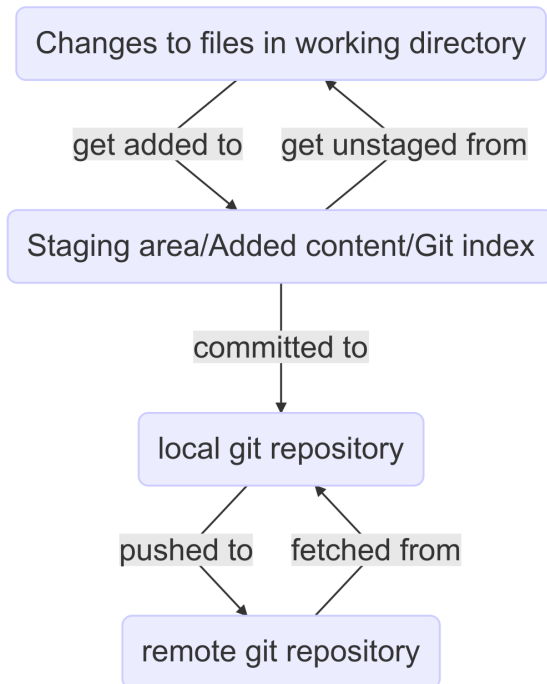 Changes to files in working directory
get added to
get unstaged from
Staging area/Added content/Git index
committed to
local git repository
pushed to
fetched from
remote git repository